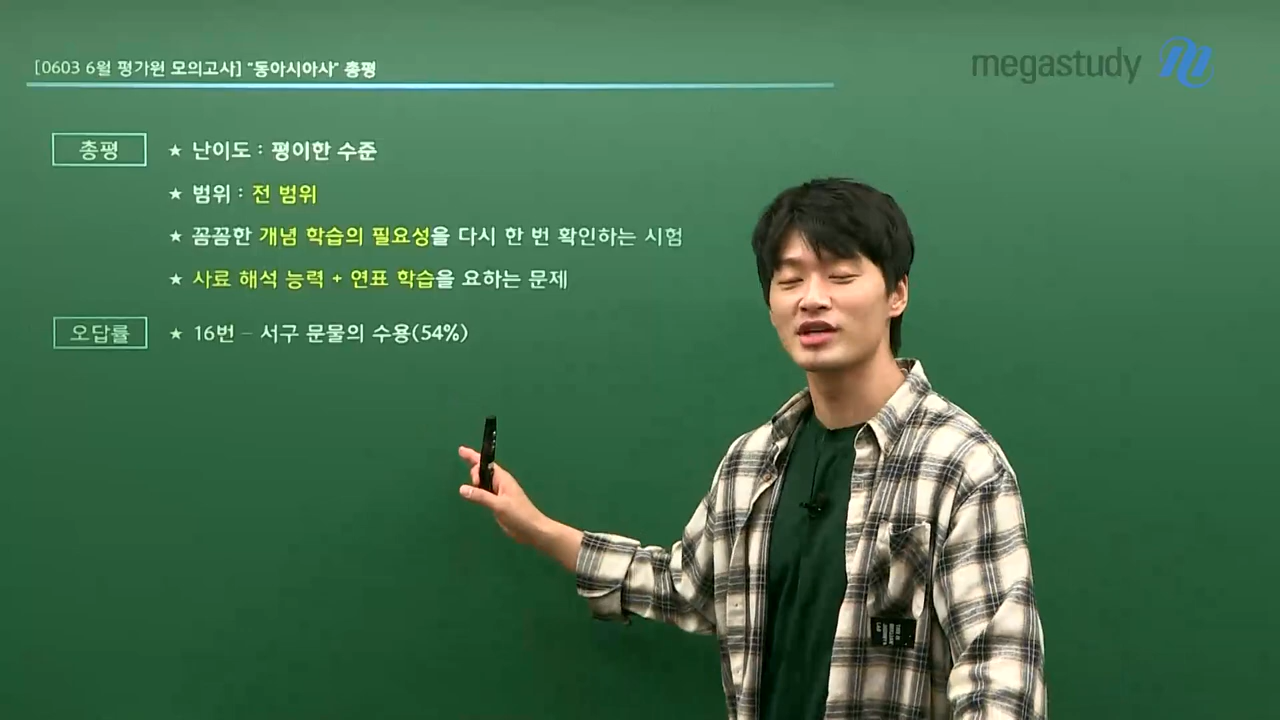 [0603 6월 평가원 모의고사] "동아시아사" 총평
megastudy
총평 ★ 난이도 : 평이한 수준
★ 범위 : 전 범위
★ 꼼꼼한 개념 학습의 필요성을 다시 한 번 확인하는 시험
★ 사료 해석 능력 + 연표 학습을 요하는 문제
오답률 ★ 16번 – 서구 문물의 수용(54%)